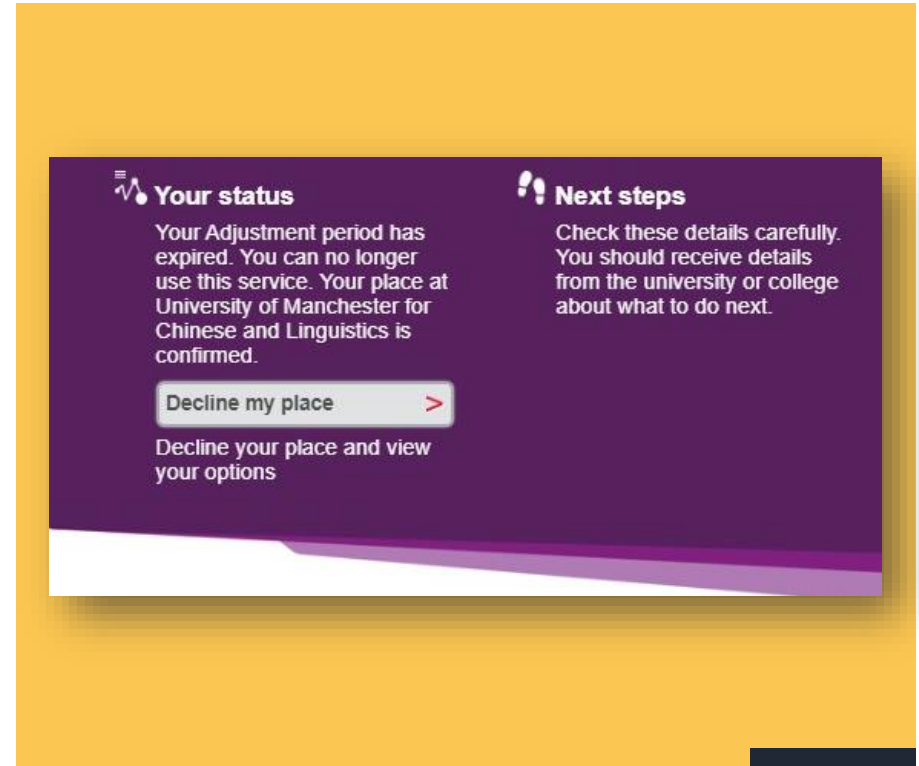 Your status
Your Adjustment period has
expired. You can no longer
use this service. Your place at
University of Manchester for
Chinese and Linguistics is
confirmed.
Decline my place >
Decline your place and view
your options
Next steps
Check these details carefully.
You should receive details
from the university or college
about what to do next.